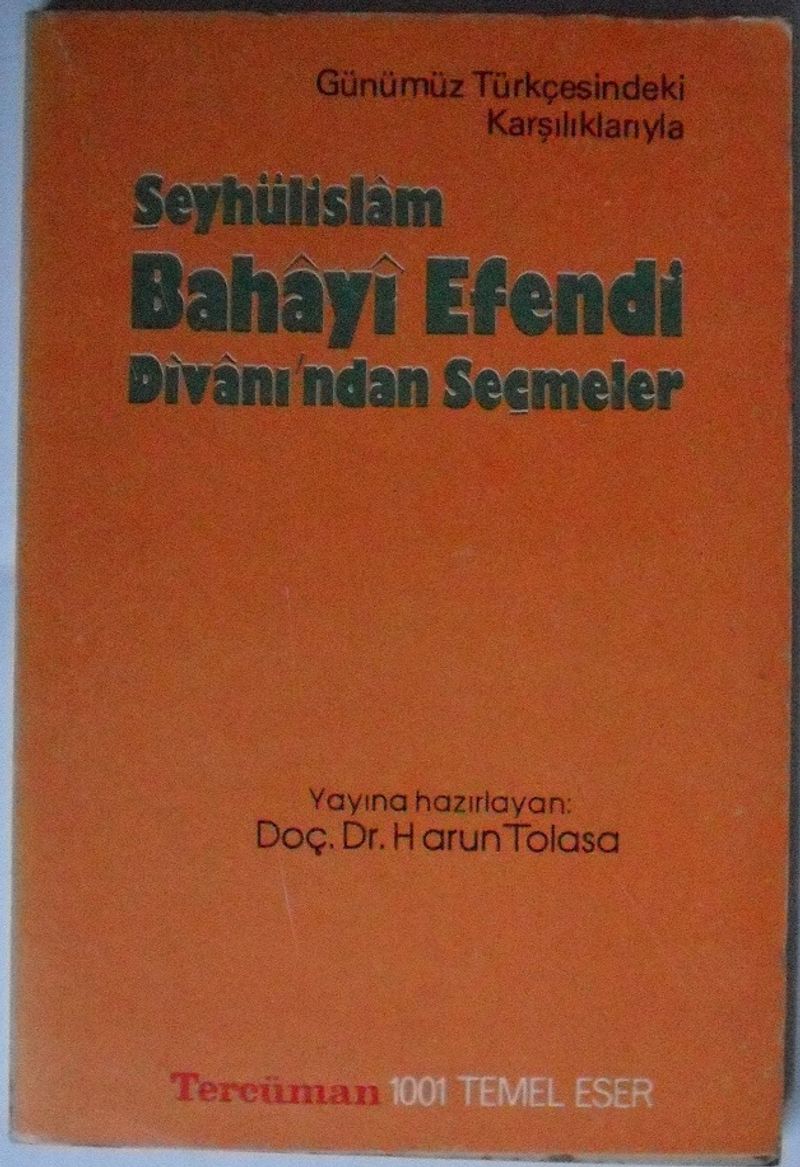 Günümüz Türkçesindeki
Karşılıklarıyla
Şeyhülislâm
Bahâyî Efendi
Dîvânı'ndan Seçmeler
Yayına hazırlayan:
Doç. Dr. Harun Tolasa
Tercüman 1001 TEMEL ESER